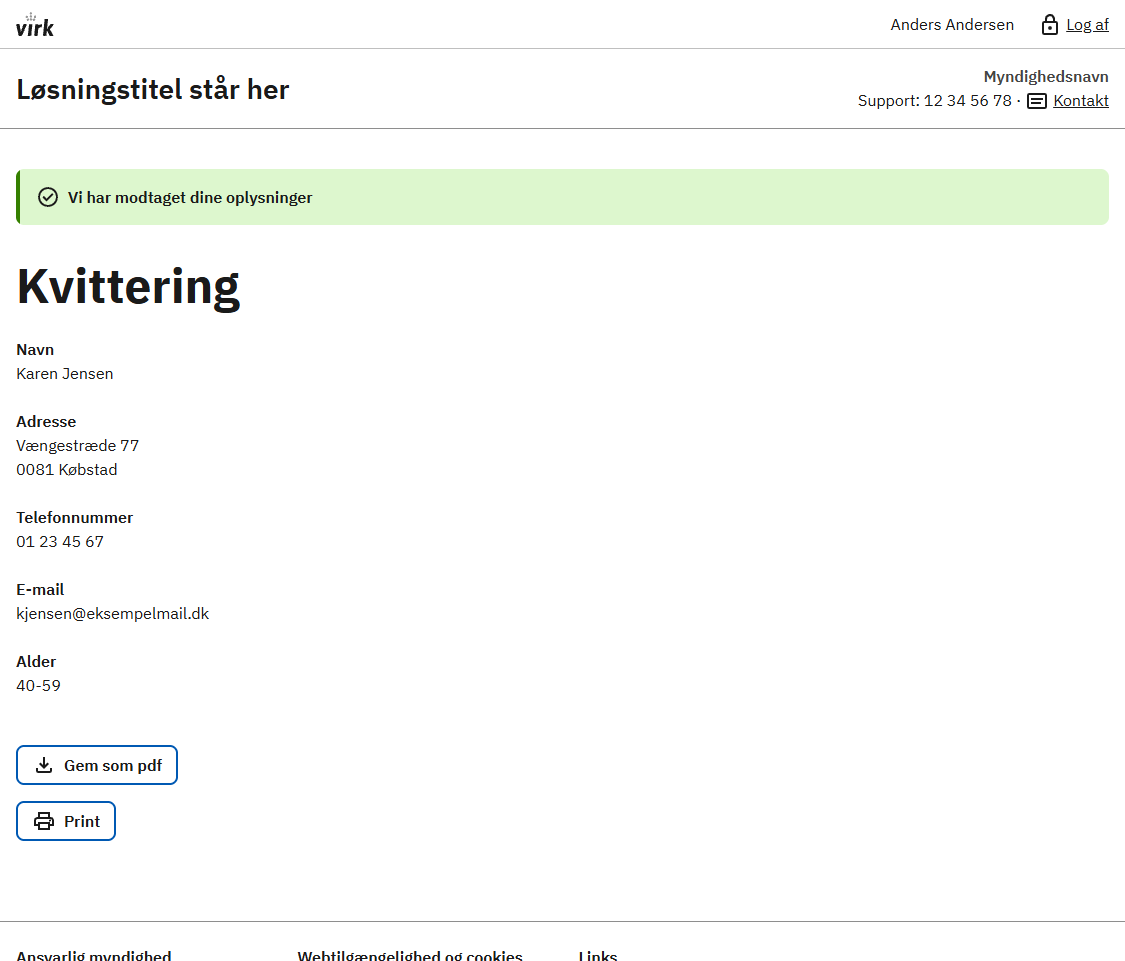 virk
Anders Andersen
Log af
Løsningstitel står her
Myndighedsnavn
Support: 12 34 56 78 · Kontakt
Vi har modtaget dine oplysninger
Kvittering
Navn
Karen Jensen
Adresse
Vængestræde 77
0081 Købstad
Telefonnummer
01 23 45 67
E-mail
kjensen@eksempelmail.dk
Alder
40-59
Gem som pdf
Print
Ansvarlig myndighed
Webtilgængelighed og cookies
Links